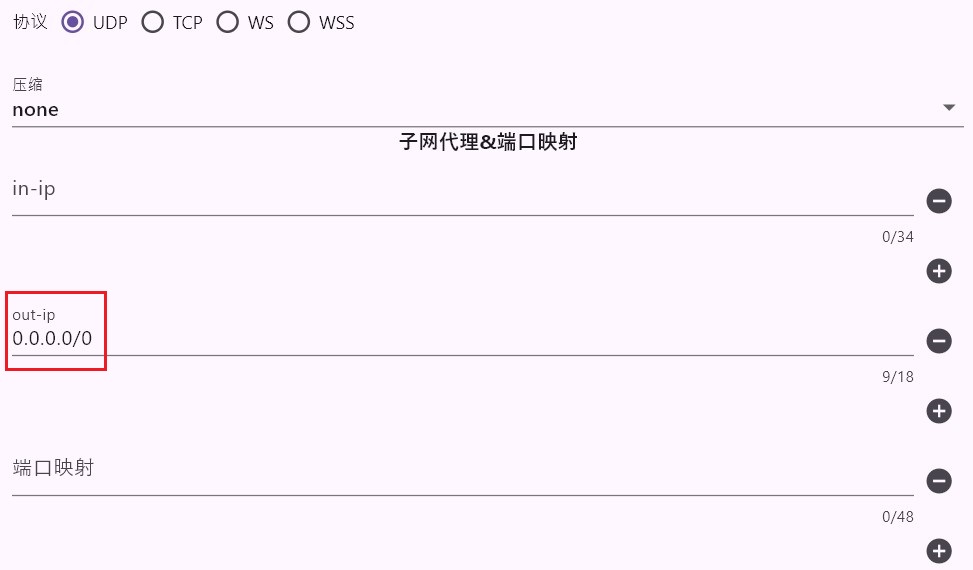 协议 UDP TCP WS WSS
压缩
none
子网代理&端口映射
in-ip
0/34
out-ip
0.0.0.0/0
9/18
端口映射
0/48